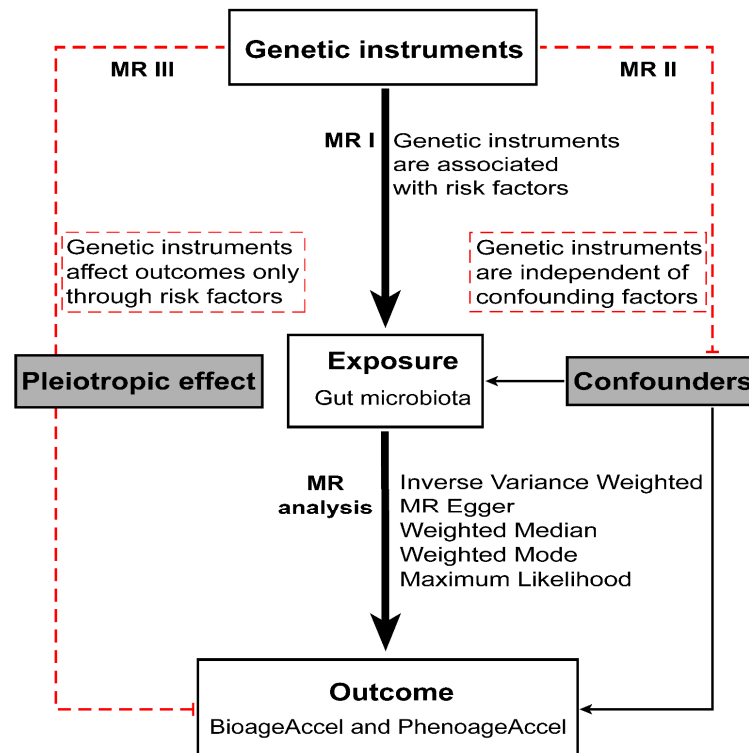 Genetic instruments
MR III
MR II
MR I
Genetic instruments
are associated
with risk factors
Genetic instruments
affect outcomes only
through risk factors
Genetic instruments
are independent of
confounding factors
Pleiotropic effect
Exposure
Gut microbiota
Confounders
MR
analysis
Inverse Variance Weighted
MR Egger
Weighted Median
Weighted Mode
Maximum Likelihood
Outcome
BioageAccel and PhenoageAccel